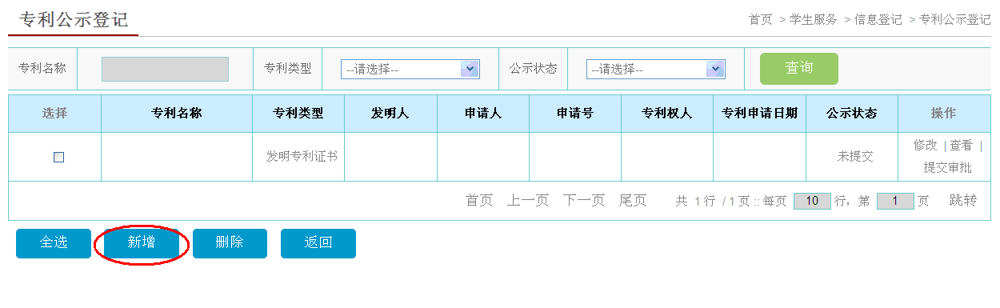 专利公示登记
首页 >学生服务 >信息登记 >专利公示登记
专利名称 专利类型 --请选择-- 公示状态 --请选择-- 查询
选择 专利名称 专利类型 发明人 申请人 申请号 专利权人 专利申请日期 公示状态 操作
发明专利证书 未提交 修改 | 查看 |
提交审批
首页 上一页 下一页 尾页 共 1 行 / 1 页 :: 每页 10 行, 第 1 页 跳转
全选 新增 删除 返回